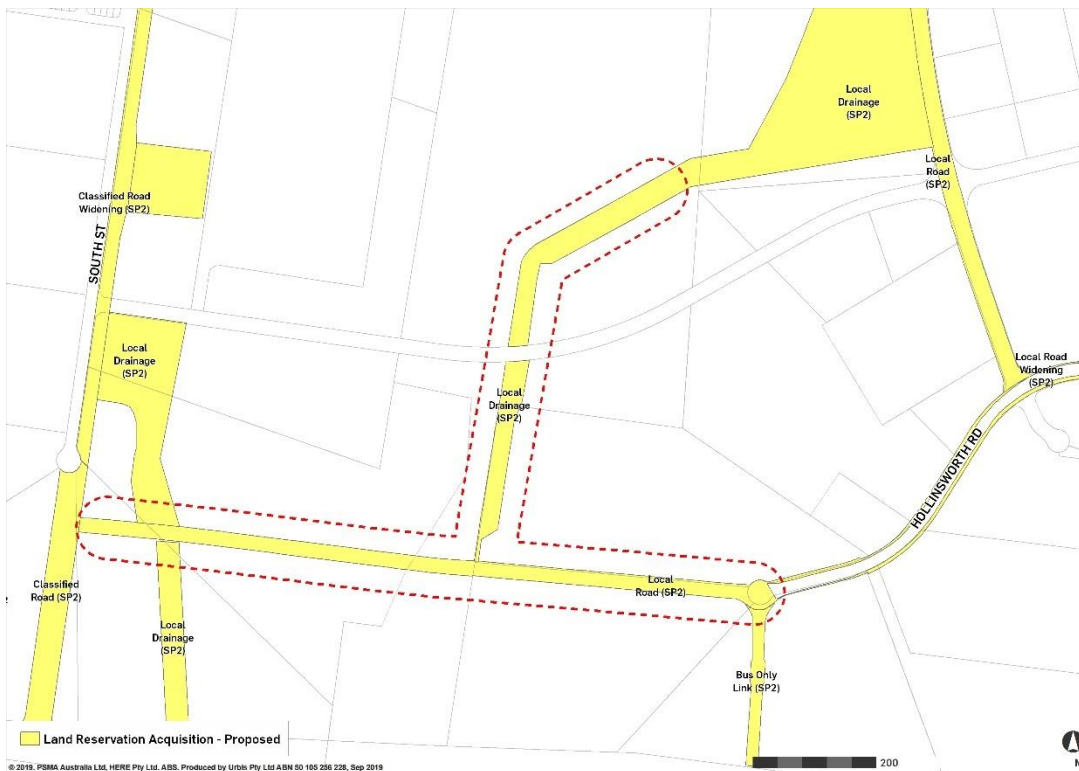 Local
Drainage
(SP2)
Local
Road
(SP2)
Classified Road
Widening (SP2)
SOUTH ST
Local
Drainage
(SP2)
Local Road
Widening
(SP2)
Local
Drainage
(SP2)
HOLLINSWORTH RD
Classified
Road (SP2)
Local
Road (SP2)
Local
Drainage
(SP2)
Bus Only
Link (SP2)
Land Reservation Acquisition - Proposed
200
N
© 2019. PSMA Australia Ltd, HERE Pty Ltd. ABS. Produced by Urbis Pty Ltd ABN 50 105 256 228, Sep 2019